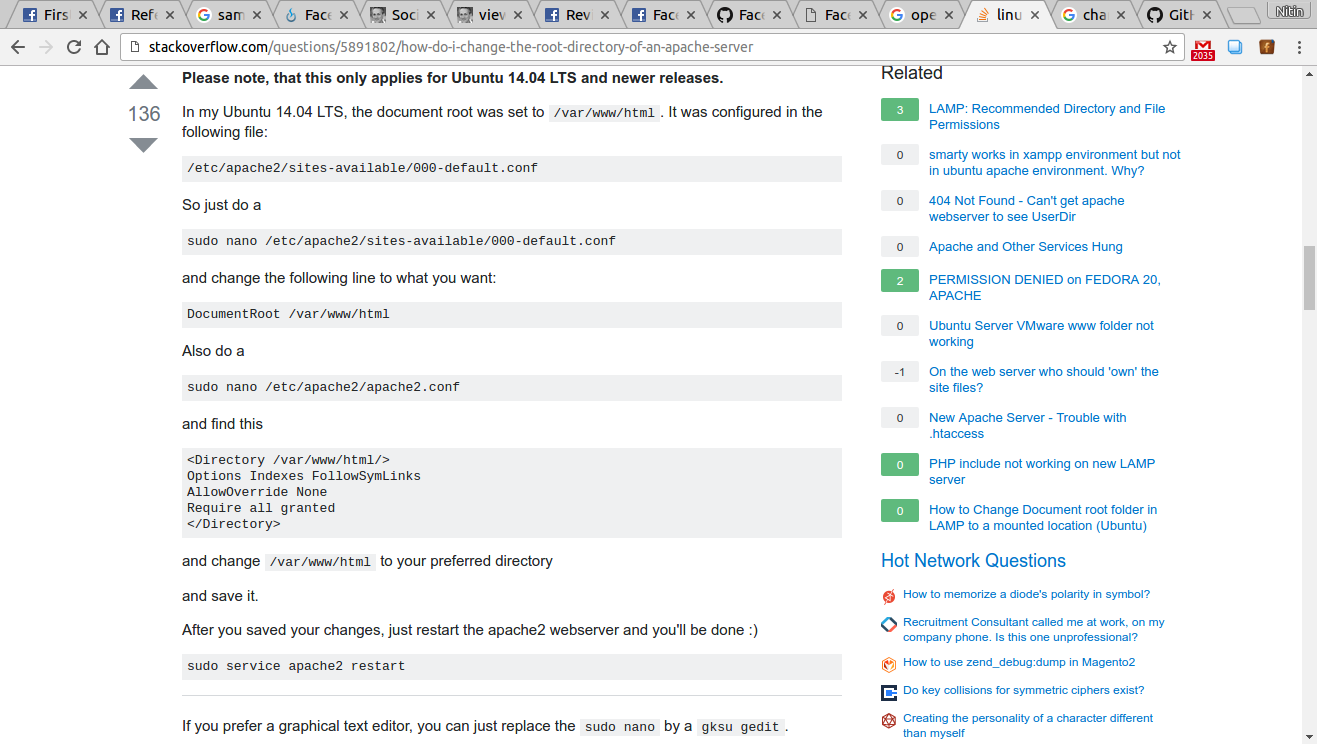 Firs
Refe
sam
Face
Soci
view
Revi
Face
Face
Face
ope
linu
cha
GitH
Nitin
stackoverflow.com/questions/5891802/how-do-i-change-the-root-directory-of-an-apache-server
2035
Please note, that this only applies for Ubuntu 14.04 LTS and newer releases.
136
In my Ubuntu 14.04 LTS, the document root was set to /var/www/html . It was configured in the
following file:
/etc/apache2/sites-available/000-default.conf
So just do a
sudo nano /etc/apache2/sites-available/000-default.conf
and change the following line to what you want:
DocumentRoot /var/www/html
Also do a
sudo nano /etc/apache2/apache2.conf
and find this
<Directory /var/www/html/>
Options Indexes FollowSymLinks
AllowOverride None
Require all granted
</Directory>
and change /var/www/html to your preferred directory
and save it.
After you saved your changes, just restart the apache2 webserver and you'll be done :)
sudo service apache2 restart
If you prefer a graphical text editor, you can just replace the sudo nano by a gksu gedit .
Related
3 LAMP: Recommended Directory and File
Permissions
0 smarty works in xampp environment but not
in ubuntu apache environment. Why?
0 404 Not Found - Can't get apache
webserver to see UserDir
0 Apache and Other Services Hung
2 PERMISSION DENIED on FEDORA 20,
APACHE
0 Ubuntu Server VMware www folder not
working
-1 On the web server who should 'own' the
site files?
0 New Apache Server - Trouble with
.htaccess
0 PHP include not working on new LAMP
server
0 How to Change Document root folder in
LAMP to a mounted location (Ubuntu)
Hot Network Questions
How to memorize a diode's polarity in symbol?
Recruitment Consultant called me at work, on my
company phone. Is this one unprofessional?
How to use zend_debug:dump in Magento2
Do key collisions for symmetric ciphers exist?
Creating the personality of a character different
than myself